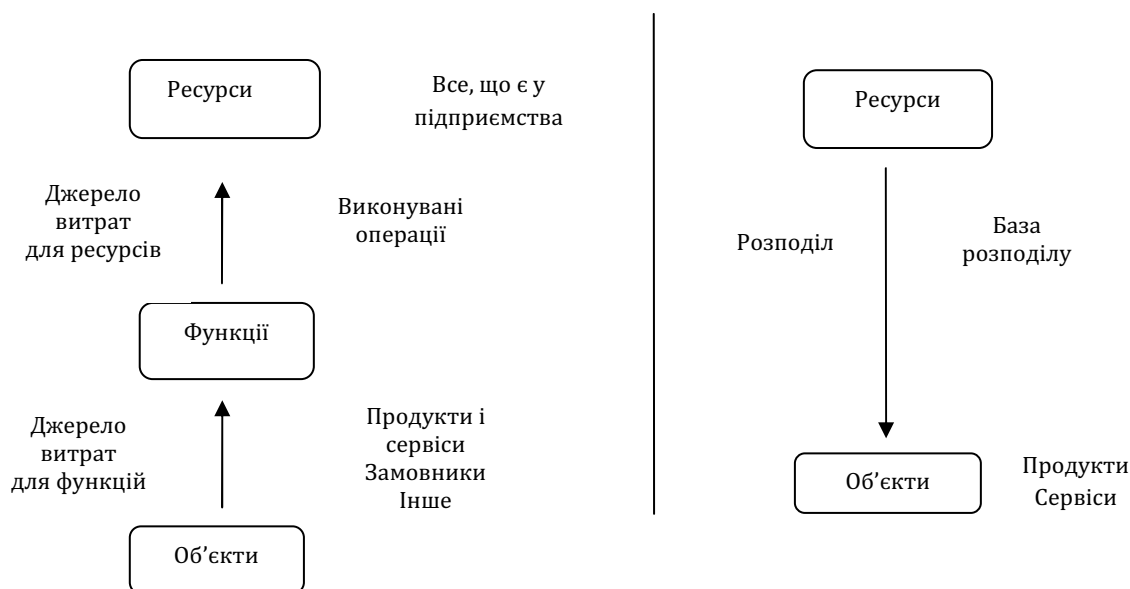 Ресурси
Все, що є у
підприємства
Джерело
витрат
для ресурсів
Виконувані
операції
Функції
Джерело
витрат
для функцій
Продукти і
сервіси
Замовники
Інше
Об’єкти
Ресурси
Розподіл
База
розподілу
Об’єкти
Продукти
Сервіси